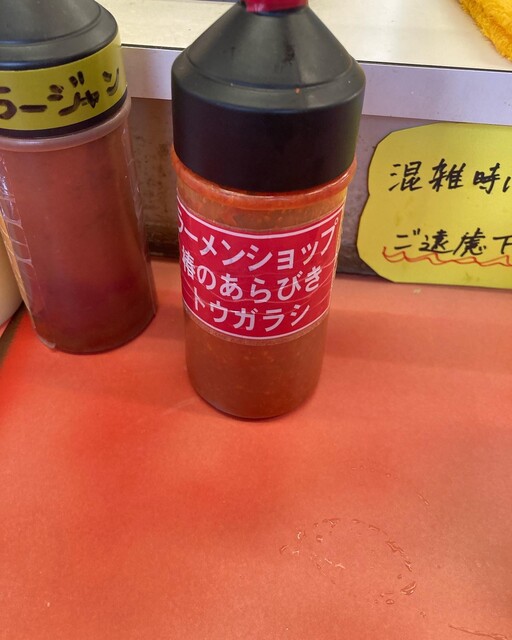 ラージャン
ラーメンショップ
椿のあらびき
トウガラシ
混雑時
ご遠慮下